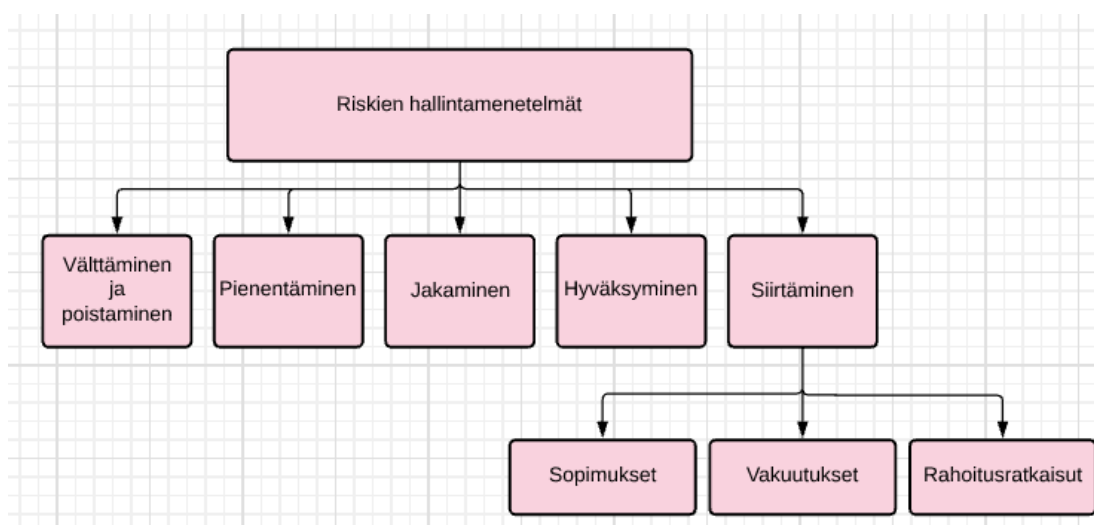 Riskien hallintamenetelmät
Välttäminen
ja
poistaminen
Pienentäminen
Jakaminen
Hyväksyminen
Siirtäminen
Sopimukset
Vakuutukset
Rahoitusratkaisut